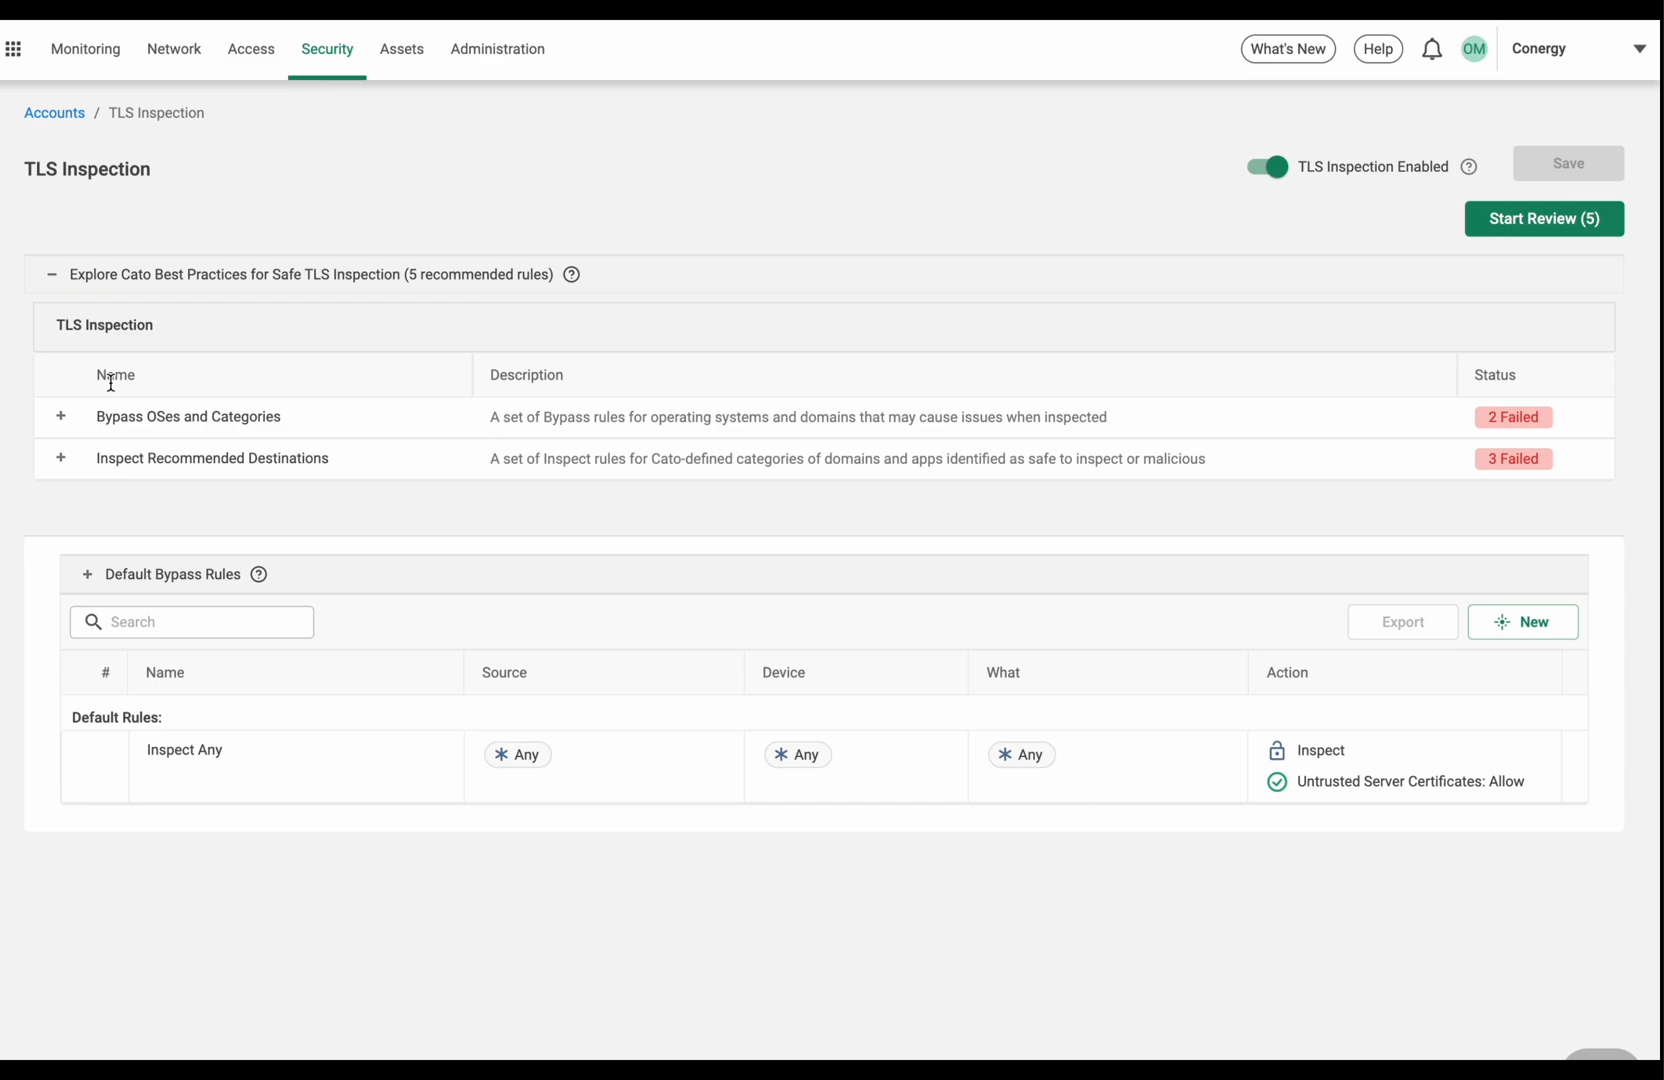 Monitoring Network Access Security Assets Administration What's New Help OM Conergy
Accounts / TLS Inspection
TLS Inspection
TLS Inspection Enabled ? Save
Start Review (5)
− Explore Cato Best Practices for Safe TLS Inspection (5 recommended rules) ?
TLS Inspection
Name Description Status
+ Bypass OSes and Categories A set of Bypass rules for operating systems and domains that may cause issues when inspected 2 Failed
+ Inspect Recommended Destinations A set of Inspect rules for Cato-defined categories of domains and apps identified as safe to inspect or malicious 3 Failed
+ Default Bypass Rules ?
Search Export New
# Name Source Device What Action
Default Rules:
Inspect Any Any Any Any Inspect
Untrusted Server Certificates: Allow